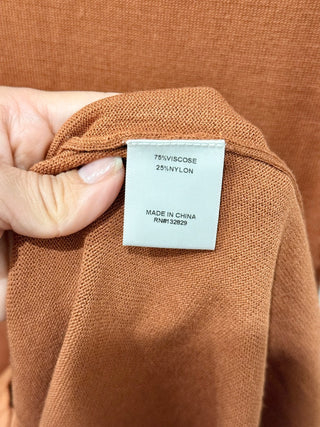 75%VISCOSE
25%NYLON
MADE IN CHINA
RN#132829